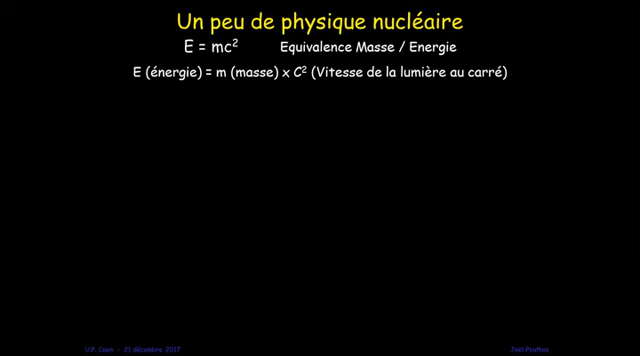 Un peu de physique nucléaire
E = mc² Equivalence Masse / Energie
E (énergie) = m (masse) x C² (Vitesse de la lumière au carré)
U.P. Caen - 21 décembre 2017 Joël Pouthas